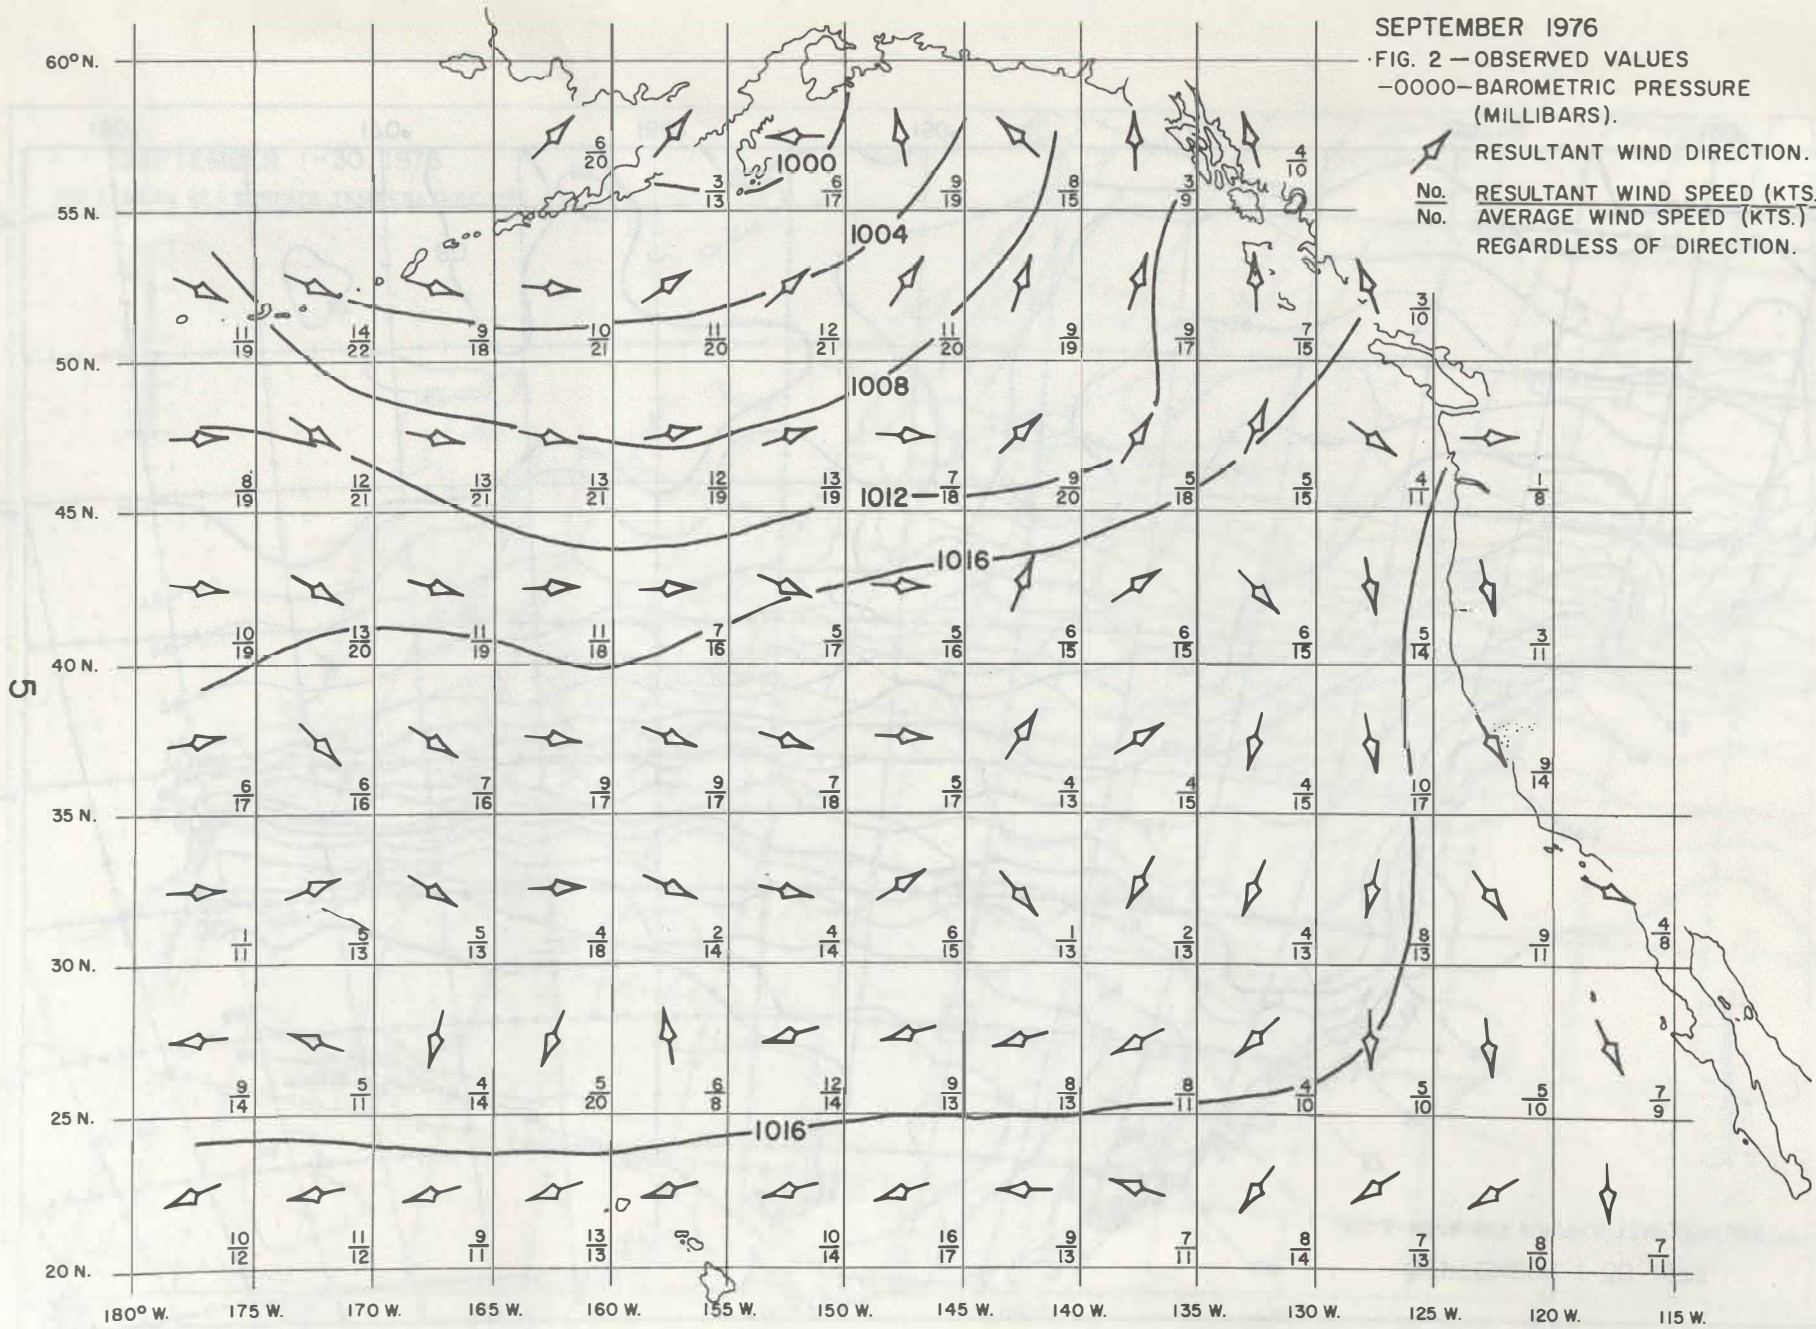 SEPTEMBER 1976
FIG. 2 — OBSERVED VALUES
-0000- BAROMETRIC PRESSURE
(MILLIBARS).
RESULTANT WIND DIRECTION.
No. RESULTANT WIND SPEED (KTS.)
No. AVERAGE WIND SPEED (KTS.)
REGARDLESS OF DIRECTION.
60° N.
6/20 3/13 1000 6/17 9/19 8/15 3/9 4/10
55 N.
1004
11/19 14/22 9/18 10/21 11/20 12/21 11/20 9/19 9/17 7/15 3/10
50 N.
1008
8/19 12/21 13/21 13/21 12/19 13/19 1012 7/18 9/20 5/18 5/15 4/11 1/8
45 N.
1016
10/19 13/20 11/19 11/18 7/16 5/17 5/16 6/15 6/15 6/15 5/14 3/11
40 N.
5
6/17 6/16 7/16 9/17 9/17 7/18 5/17 4/13 4/15 4/15 10/17 9/14
35 N.
1/11 5/13 5/13 4/18 2/14 4/14 6/15 1/13 2/13 4/13 8/13 9/11 4/8
30 N.
9/14 5/11 4/14 5/20 6/8 12/14 9/13 8/13 8/11 4/10 5/10 5/10 7/9
25 N.
1016
10/12 11/12 9/11 13/13 10/14 16/17 9/13 7/11 8/14 7/13 8/10 7/11
20 N.
180° W. 175 W. 170 W. 165 W. 160 W. 155 W. 150 W. 145 W. 140 W. 135 W. 130 W. 125 W. 120 W. 115 W.